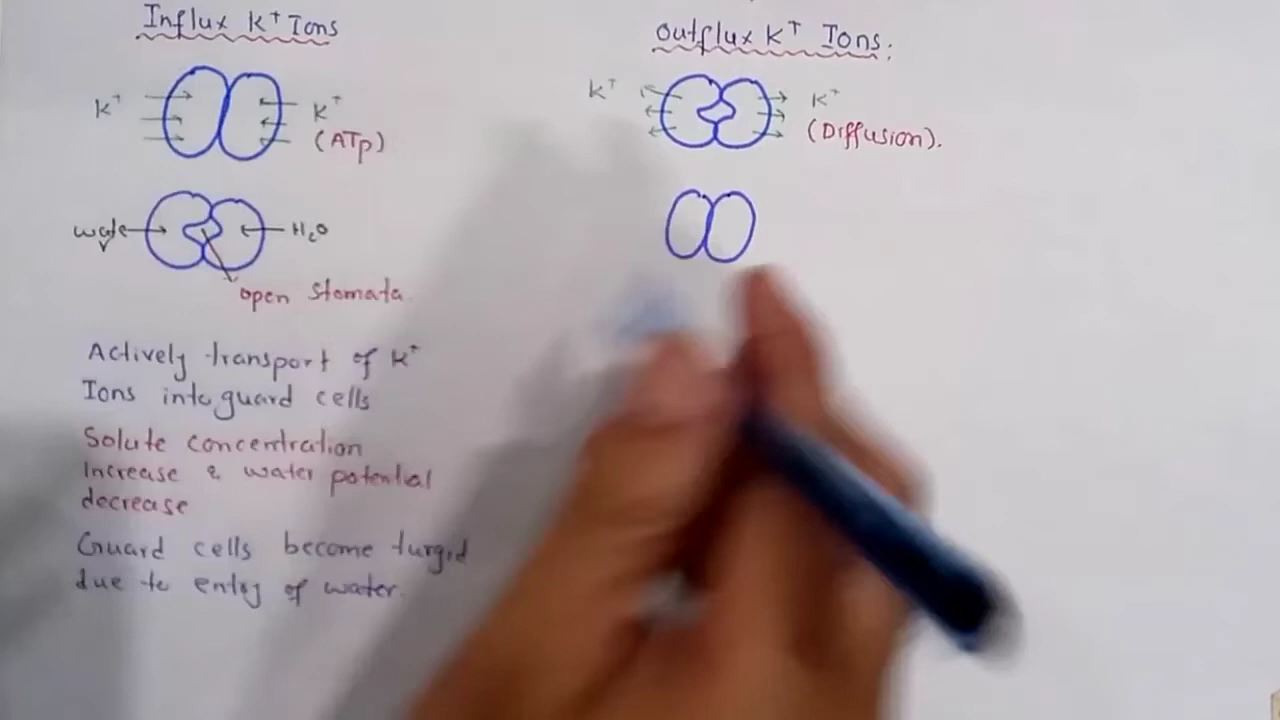 Influx K+ Ions
K+
K+
(ATp)
water
H2O
open stomata
Actively transport of K+
Ions into guard cells
Solute concentration
Increase & water potential
decrease
Guard cells become turgid
due to entry of water.
outflux K+ Ions:
K+
K+
(Diffusion).